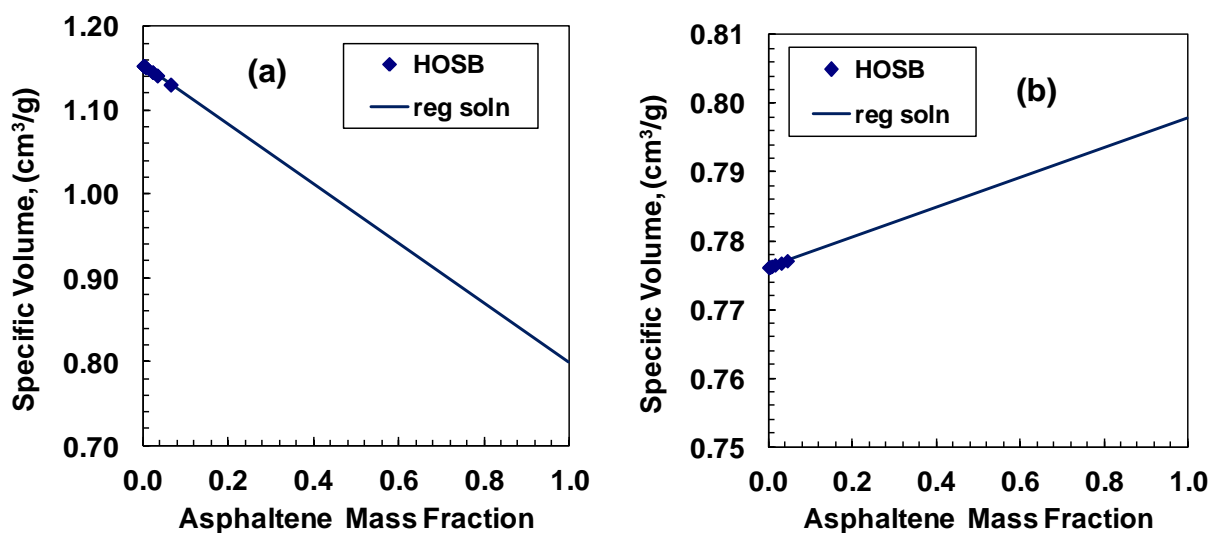 1.20
1.10
1.00
0.90
0.80
0.70
Specific Volume, (cm³/g)
(a)
HOSB
reg soln
0.0 0.2 0.4 0.6 0.8 1.0
Asphaltene Mass Fraction
0.81
0.80
0.79
0.78
0.77
0.76
0.75
Specific Volume, (cm³/g)
HOSB
reg soln
(b)
0.0 0.2 0.4 0.6 0.8 1.0
Asphaltene Mass Fraction